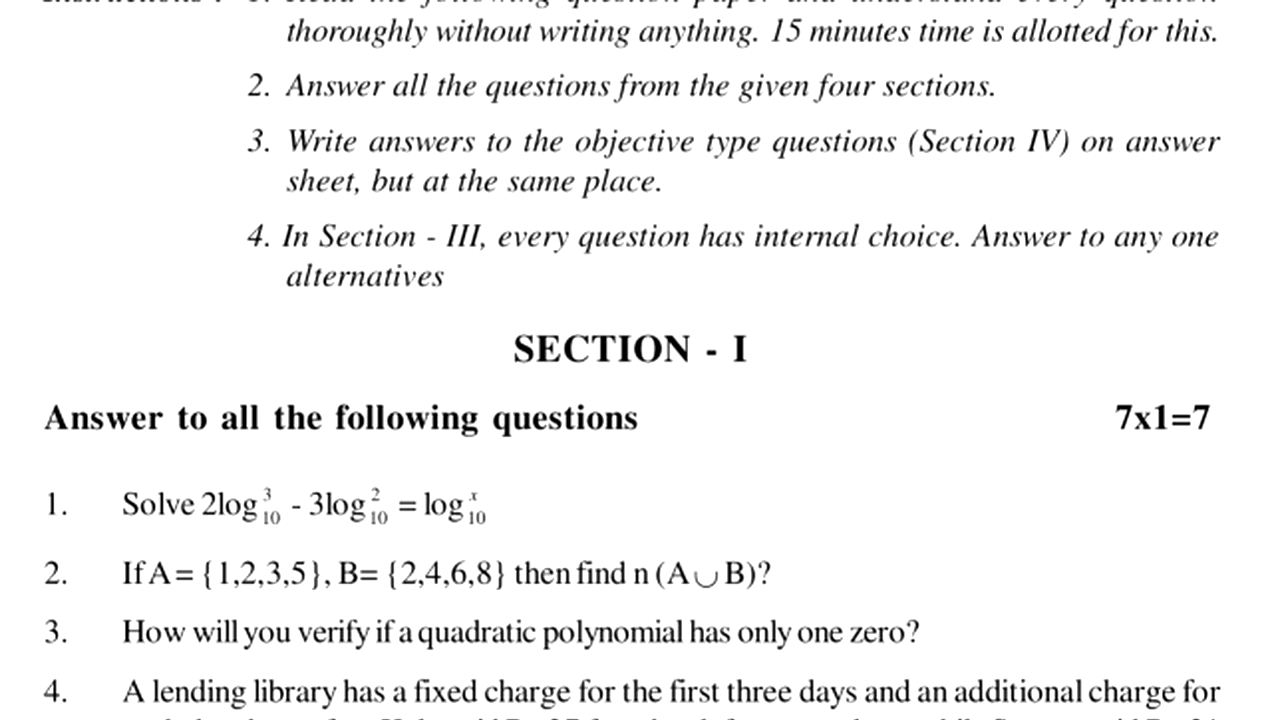 thoroughly without writing anything. 15 minutes time is allotted for this.
2. Answer all the questions from the given four sections.
3. Write answers to the objective type questions (Section IV) on answer
sheet, but at the same place.
4. In Section - III, every question has internal choice. Answer to any one
alternatives
SECTION - I
Answer to all the following questions 7x1=7
1. Solve 2log₁₀³ - 3log₁₀² = log₁₀ˣ
2. If A = {1,2,3,5}, B= {2,4,6,8} then find n (A ∪ B)?
3. How will you verify if a quadratic polynomial has only one zero?
4. A lending library has a fixed charge for the first three days and an additional charge for